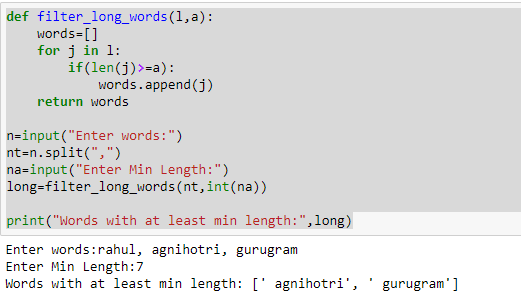 def filter_long_words(l,a):
    words=[]
    for j in l:
        if(len(j)>=a):
            words.append(j)
    return words

n=input("Enter words:")
nt=n.split(",")
na=input("Enter Min Length:")
long=filter_long_words(nt,int(na))

print("Words with at least min length:",long)
Enter words:rahul, agnihotri, gurugram
Enter Min Length:7
Words with at least min length: [' agnihotri', ' gurugram']